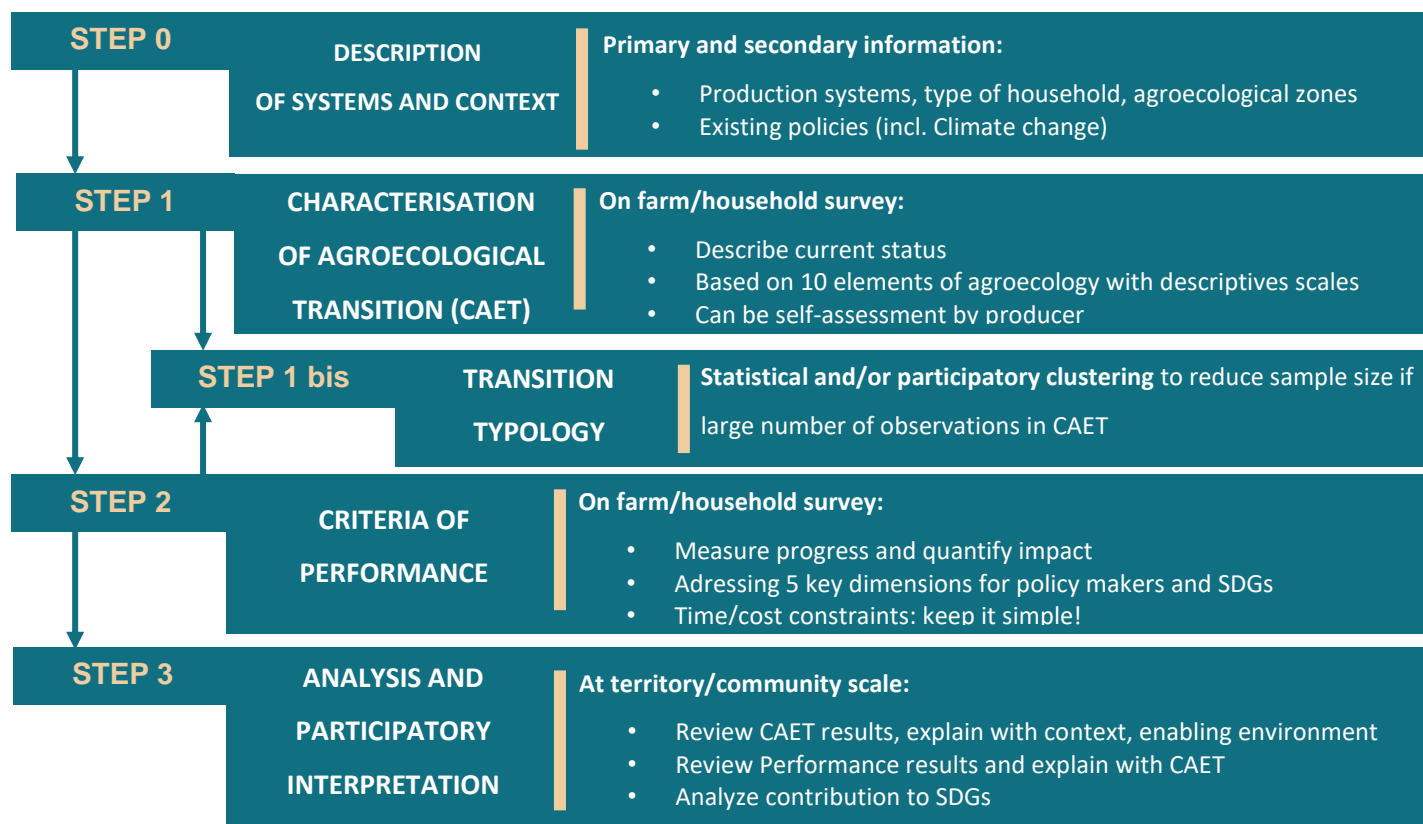 STEP 0
DESCRIPTION
OF SYSTEMS AND CONTEXT
Primary and secondary information:
• Production systems, type of household, agroecological zones
• Existing policies (incl. Climate change)
STEP 1
CHARACTERISATION
OF AGROECOLOGICAL
TRANSITION (CAET)
On farm/household survey:
• Describe current status
• Based on 10 elements of agroecology with descriptives scales
• Can be self-assessment by producer
STEP 1 bis
TRANSITION
TYPOLOGY
Statistical and/or participatory clustering to reduce sample size if
large number of observations in CAET
STEP 2
CRITERIA OF
PERFORMANCE
On farm/household survey:
• Measure progress and quantify impact
• Adressing 5 key dimensions for policy makers and SDGs
• Time/cost constraints: keep it simple!
STEP 3
ANALYSIS AND
PARTICIPATORY
INTERPRETATION
At territory/community scale:
• Review CAET results, explain with context, enabling environment
• Review Performance results and explain with CAET
• Analyze contribution to SDGs